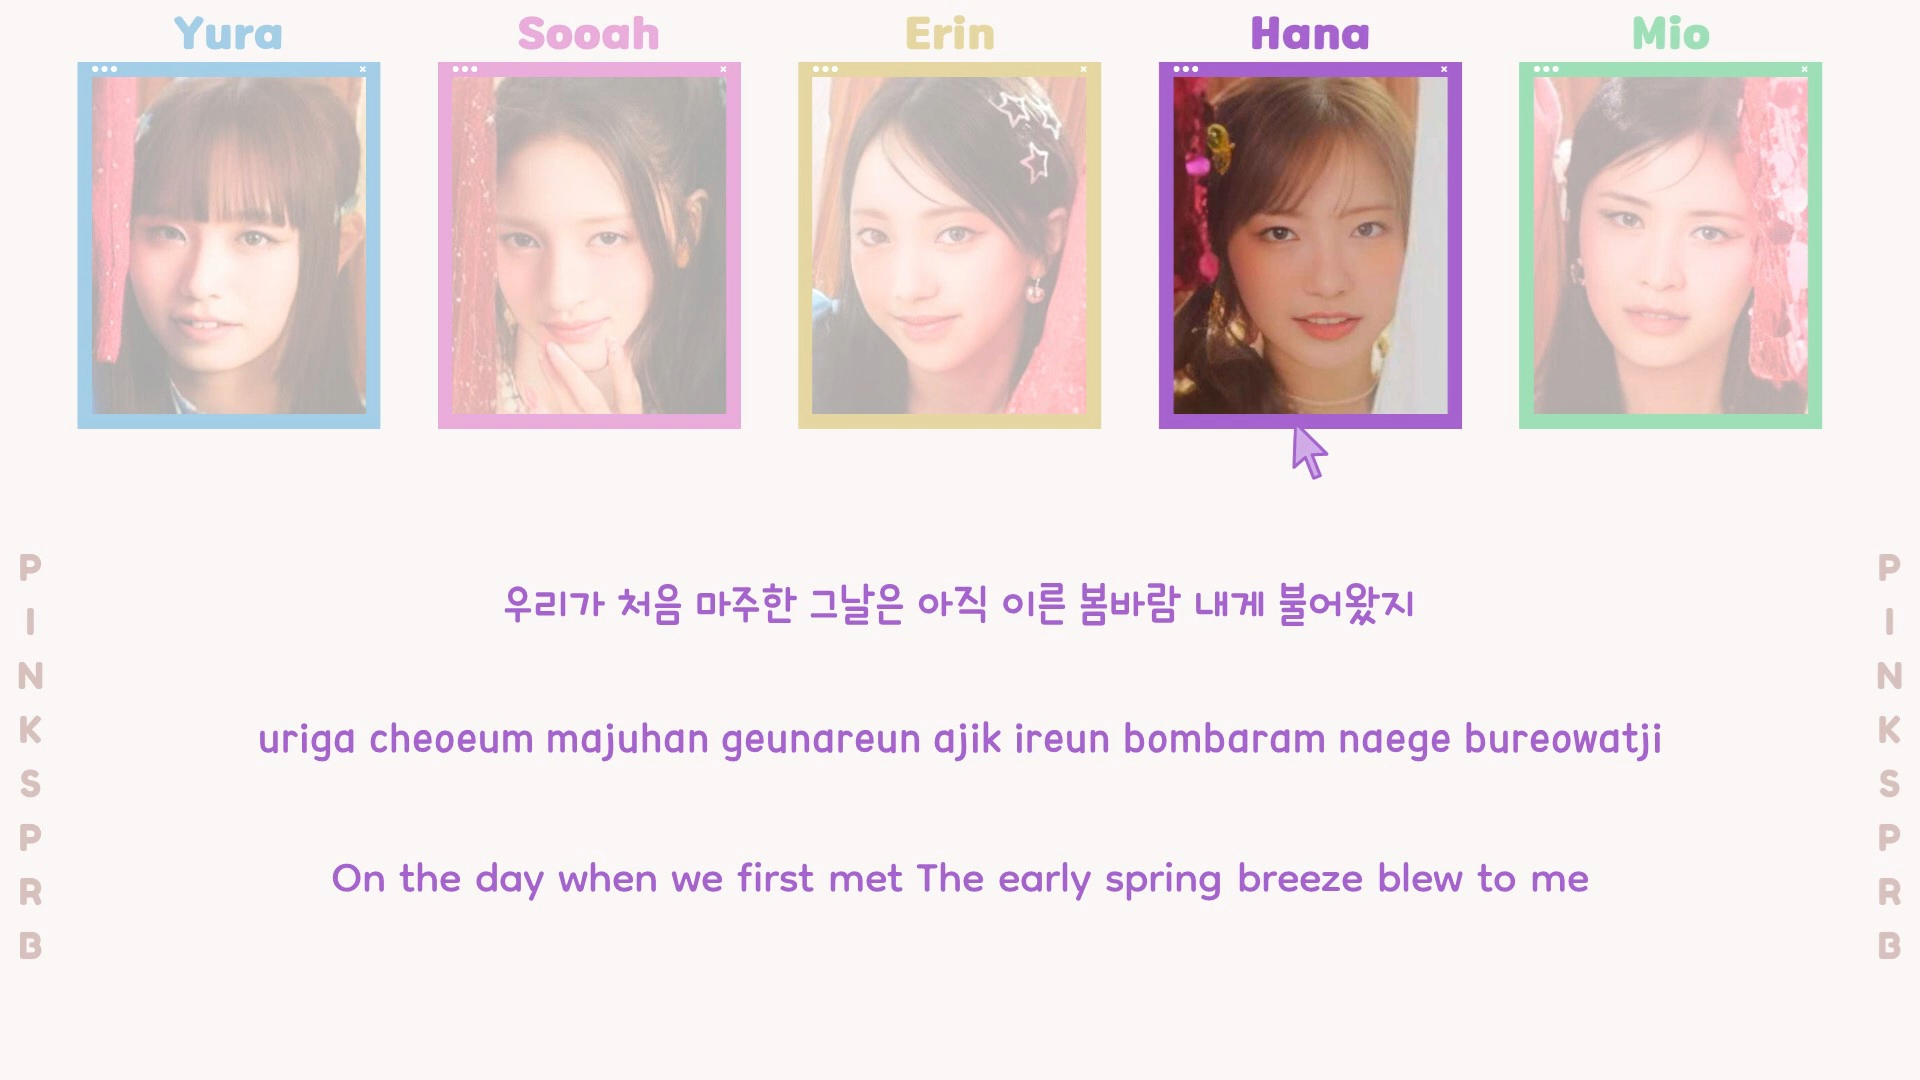 Yura
Sooah
Erin
Hana
Mio
우리가 처음 마주한 그날은 아직 이른 봄바람 내게 불어왔지
uriga cheoeum majuhan geunareun ajik ireun bombaram naege bureowatji
On the day when we first met The early spring breeze blew to me
PINKSPRB
PINKSPRB